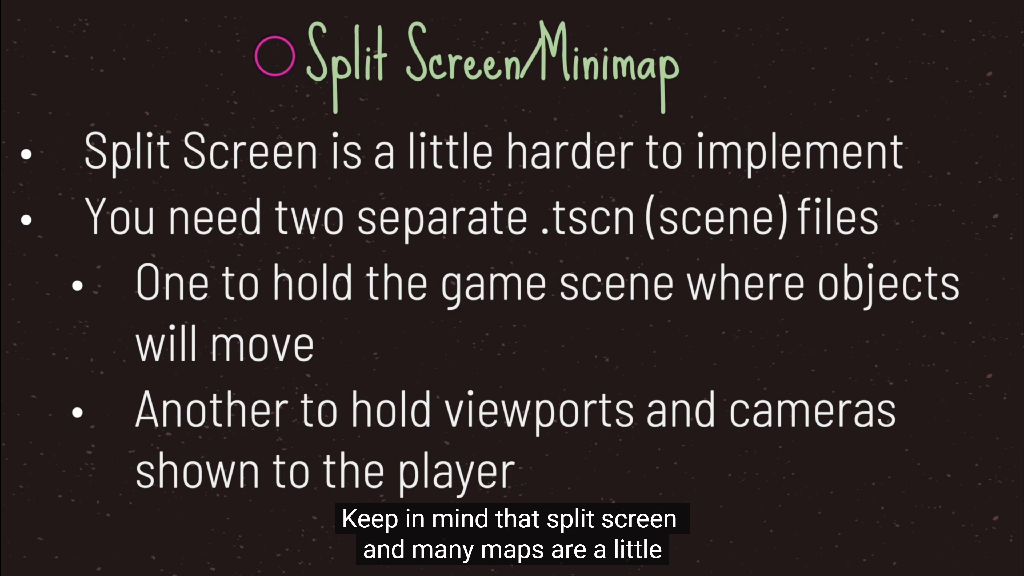 Split Screen/Minimap
• Split Screen is a little harder to implement
• You need two separate .tscn (scene) files
• One to hold the game scene where objects
will move
• Another to hold viewports and cameras
shown to the player
Keep in mind that split screen
and many maps are a little